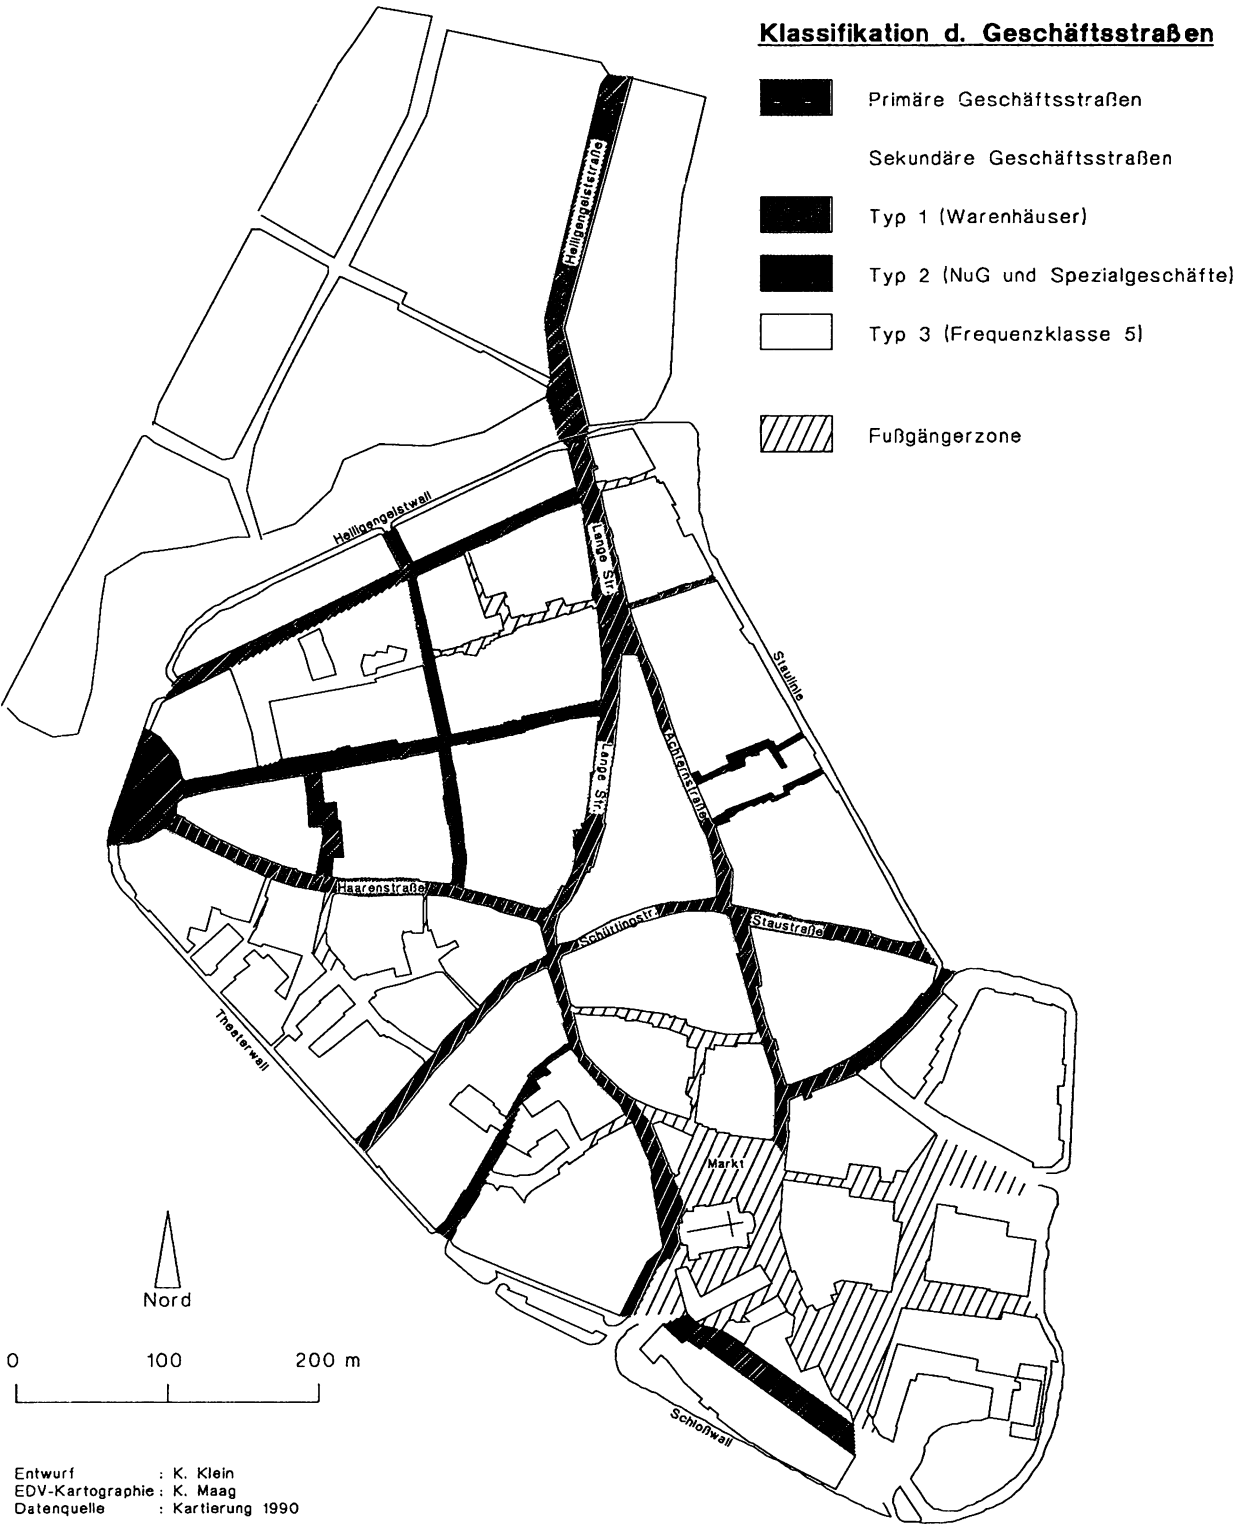 Klassifikation d. Geschäftsstraßen
Primäre Geschäftsstraßen
Sekundäre Geschäftsstraßen
Typ 1 (Warenhäuser)
Typ 2 (NuG und Spezialgeschäfte)
Typ 3 (Frequenzklasse 5)
Fußgängerzone
Heiligengeiststraße
Heiligengeistwall
Lange Str.
Staulinie
Achternstraße
Lange Str.
Haarenstraße
Schüttingstr.
Staustraße
Theaterwall
Markt
Schloßwall
Nord
0 100 200 m
Entwurf : K. Klein
EDV-Kartographie : K. Maag
Datenquelle : Kartierung 1990